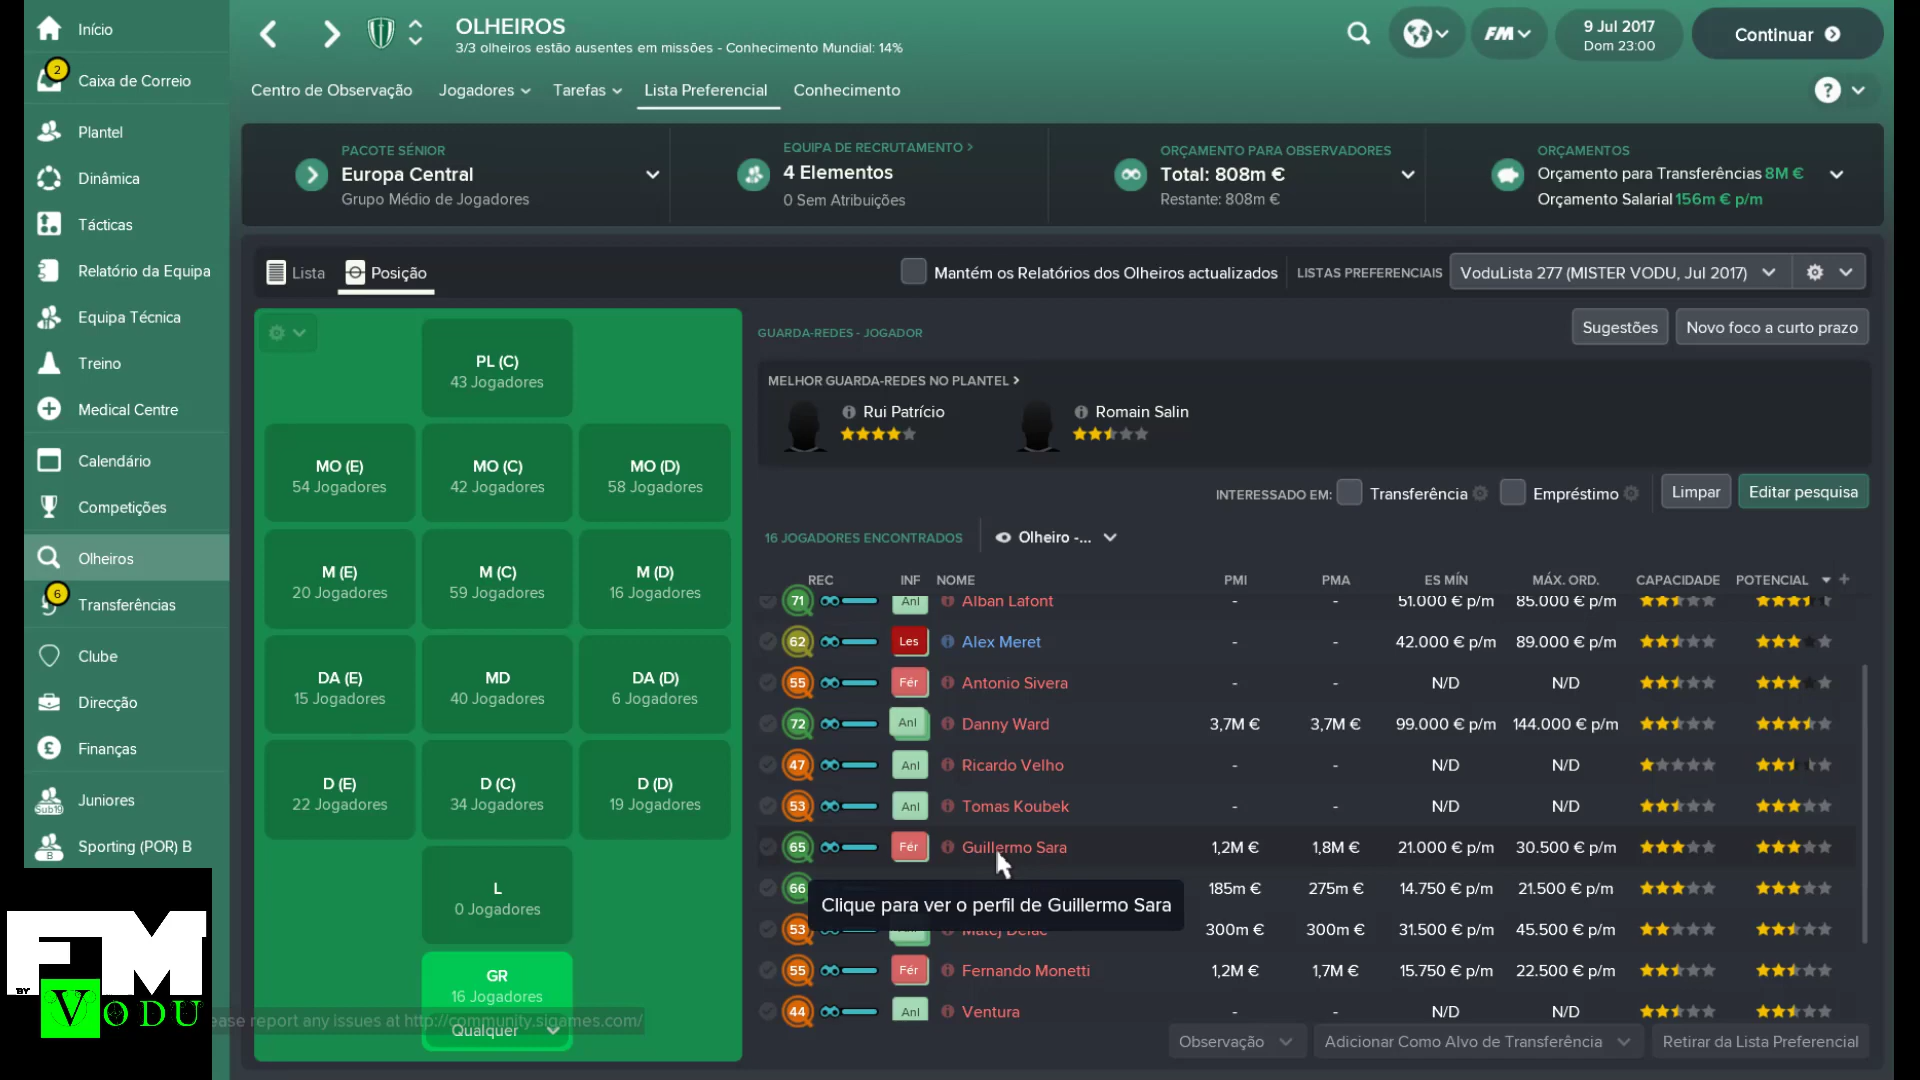 Início
2
Caixa de Correio
Plantel
Dinâmica
Tácticas
Relatório da Equipa
Equipa Técnica
Treino
Medical Centre
Calendário
Competições
Olheiros
6
Transferências
Clube
Direcção
Finanças
Juniores
Sub19
Sporting (POR) B
B
OLHEIROS
3/3 olheiros estão ausentes em missões - Conhecimento Mundial: 14%
FM
9 Jul 2017
Dom 23:00
Continuar
Centro de Observação Jogadores Tarefas Lista Preferencial Conhecimento
?
PACOTE SÉNIOR
Europa Central
Grupo Médio de Jogadores
EQUIPA DE RECRUTAMENTO >
4 Elementos
0 Sem Atribuições
ORÇAMENTO PARA OBSERVADORES
Total: 808m €
Restante: 808m €
ORÇAMENTOS
Orçamento para Transferências 8M €
Orçamento Salarial 156m € p/m
Lista Posição
Mantém os Relatórios dos Olheiros actualizados
LISTAS PREFERENCIAIS
VoduLista 277 (MISTER VODU, Jul 2017)
PL (C)
43 Jogadores
MO (E) MO (C) MO (D)
54 Jogadores 42 Jogadores 58 Jogadores
M (E) M (C) M (D)
20 Jogadores 59 Jogadores 16 Jogadores
DA (E) MD DA (D)
15 Jogadores 40 Jogadores 6 Jogadores
D (E) D (C) D (D)
22 Jogadores 34 Jogadores 19 Jogadores
L
0 Jogadores
GR
16 Jogadores
Qualquer
GUARDA-REDES - JOGADOR
Sugestões
Novo foco a curto prazo
MELHOR GUARDA-REDES NO PLANTEL >
Rui Patrício
Romain Salin
INTERESSADO EM: Transferência Empréstimo
Limpar
Editar pesquisa
16 JOGADORES ENCONTRADOS
Olheiro -...
REC INF NOME PMI PMA ES MÍN MÁX. ORD. CAPACIDADE POTENCIAL
71 Anl Alban Lafont - - 51.000 € p/m 85.000 € p/m
62 Les Alex Meret - - 42.000 € p/m 89.000 € p/m
55 Fér Antonio Sivera - - N/D N/D
72 Anl Danny Ward 3,7M € 3,7M € 99.000 € p/m 144.000 € p/m
47 Anl Ricardo Velho - - N/D N/D
53 Anl Tomas Koubek - - N/D N/D
65 Fér Guillermo Sara 1,2M € 1,8M € 21.000 € p/m 30.500 € p/m
66 185m € 275m € 14.750 € p/m 21.500 € p/m
Clique para ver o perfil de Guillermo Sara
53 Matej Delac 300m € 300m € 31.500 € p/m 45.500 € p/m
55 Fér Fernando Monetti 1,2M € 1,7M € 15.750 € p/m 22.500 € p/m
44 Anl Ventura - - N/D N/D
Observação
Adicionar Como Alvo de Transferência
Retirar da Lista Preferencial
FM
BY
VODU
ease report any issues at http://community.sigames.com/